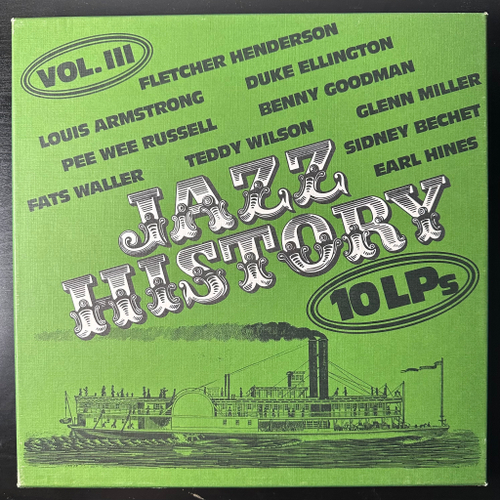 VOL. III
FLETCHER HENDERSON
DUKE ELLINGTON
LOUIS ARMSTRONG
BENNY GOODMAN
PEE WEE RUSSELL
GLENN MILLER
TEDDY WILSON
SIDNEY BECHET
FATS WALLER
EARL HINES
JAZZ
HISTORY
10 LPs